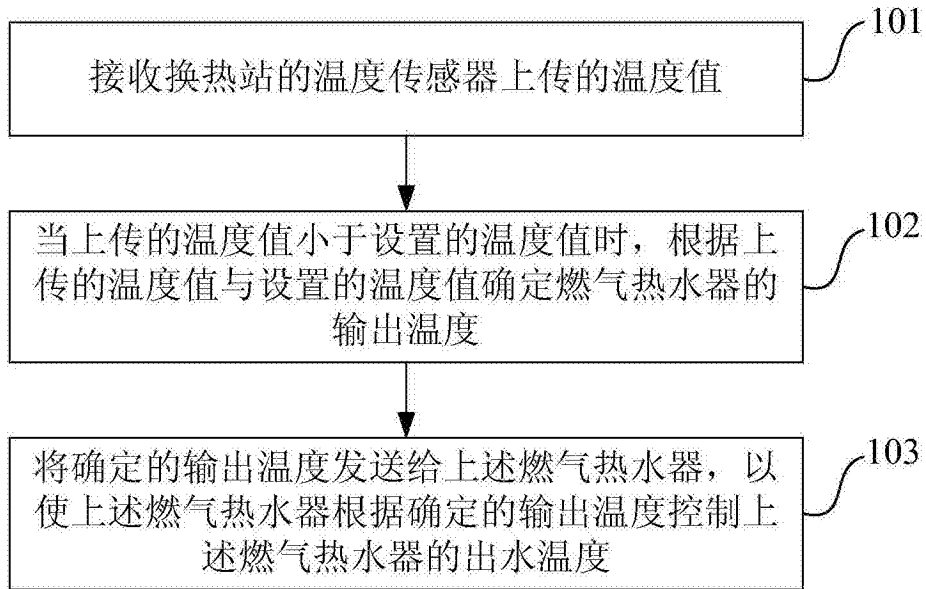 101
接收换热站的温度传感器上传的温度值
102
当上传的温度值小于设置的温度值时，根据上
传的温度值与设置的温度值确定燃气热水器的
输出温度
103
将确定的输出温度发送给上述燃气热水器，以
使上述燃气热水器根据确定的输出温度控制上
述燃气热水器的出水温度